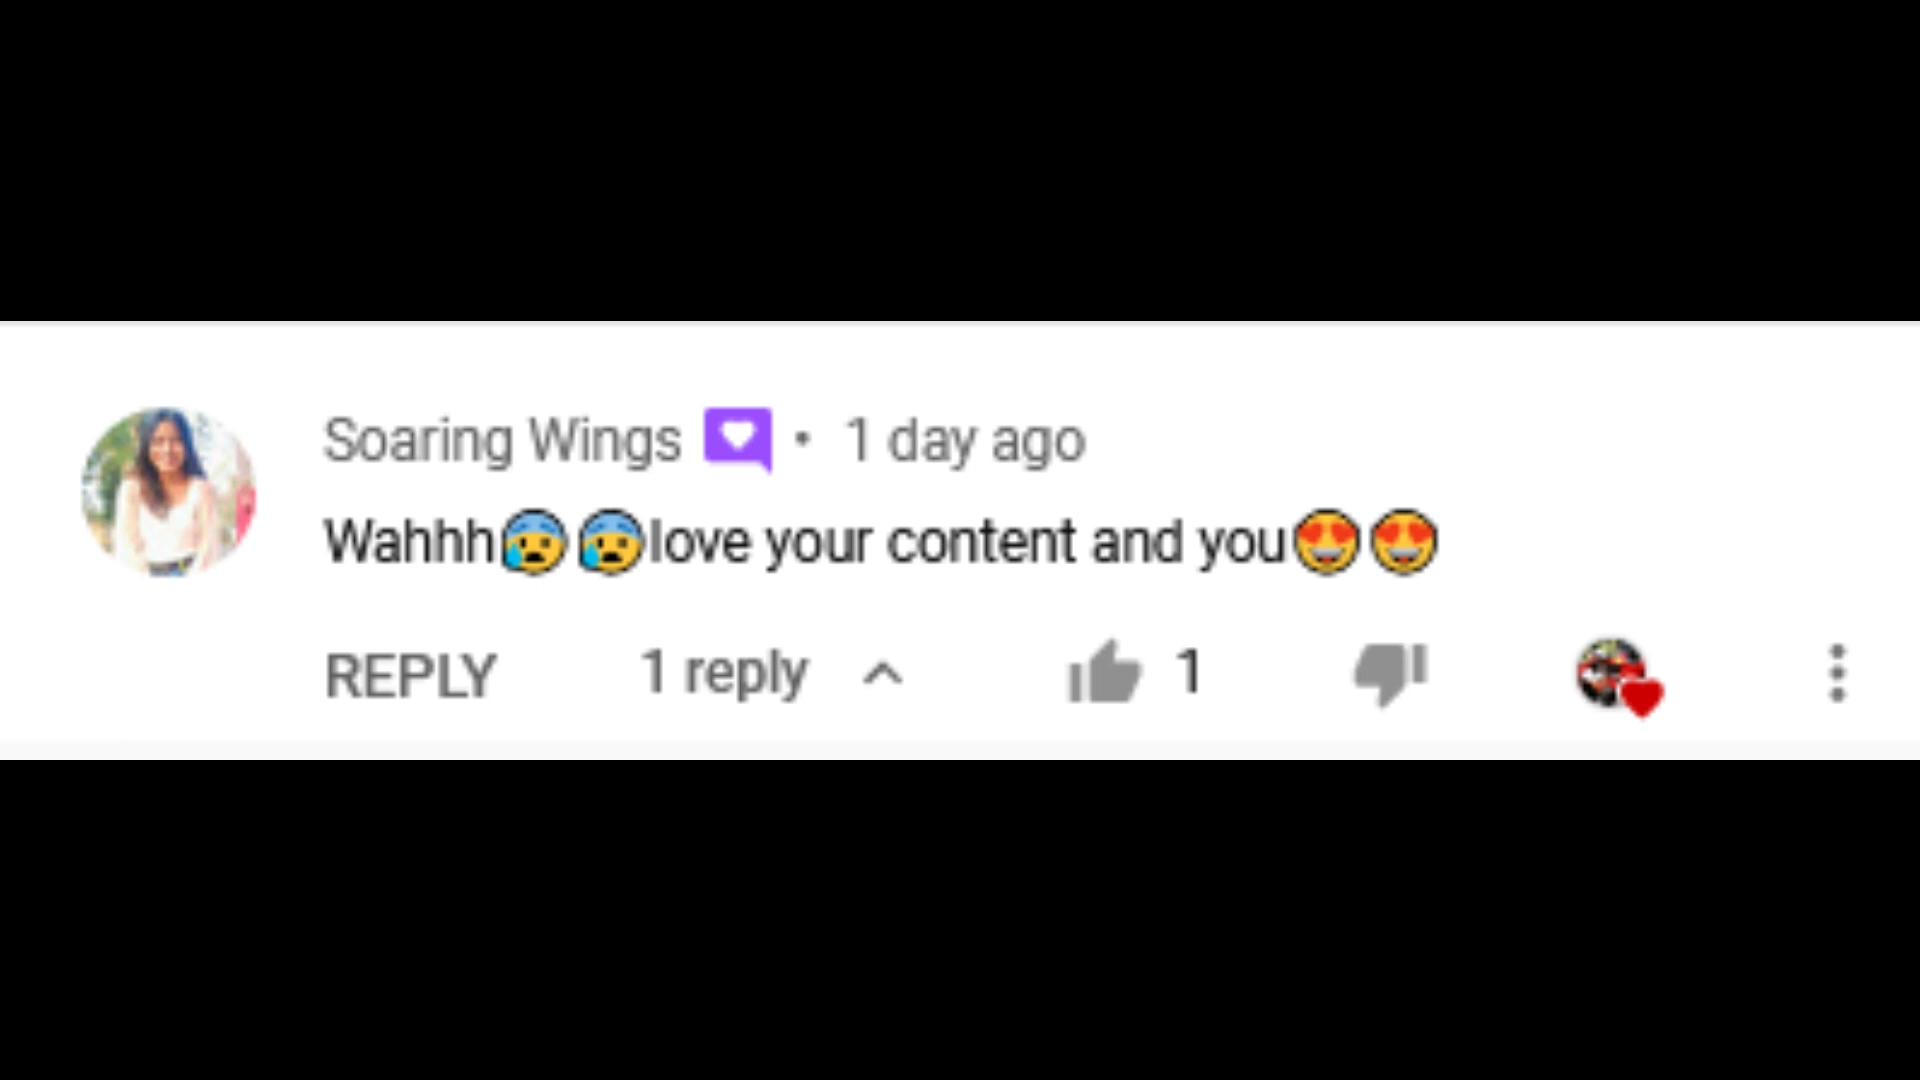 Soaring Wings • 1 day ago
Wahhh😰😰love your content and you😍😍
REPLY 1 reply 1